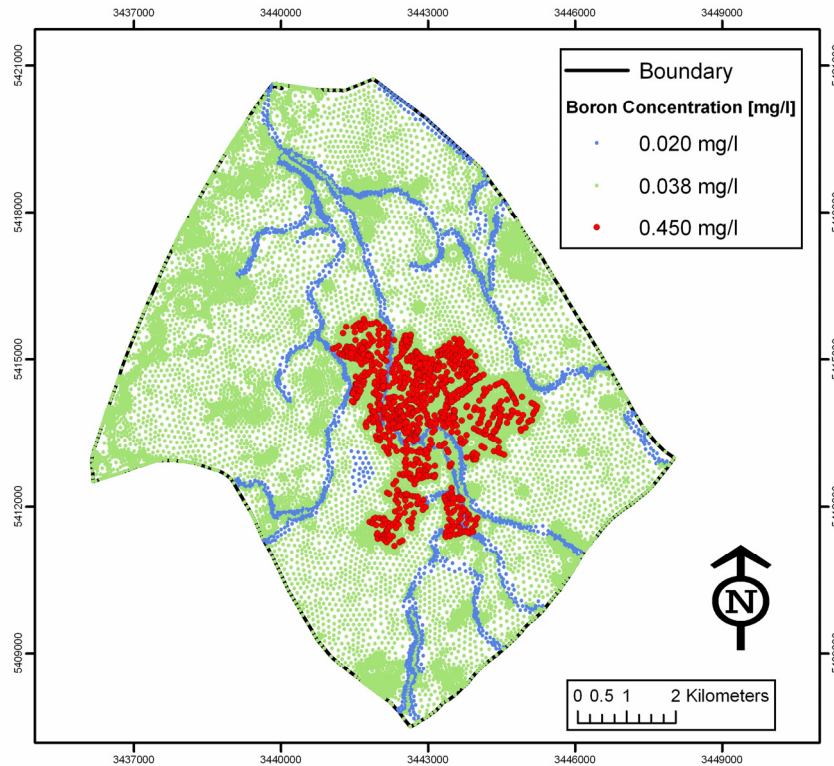 3437000 3440000 3443000 3446000 3449000
5421000
Boundary
Boron Concentration [mg/l]
0.020 mg/l
0.038 mg/l
0.450 mg/l
5418000
5415000
5412000
N
5409000
0 0.5 1 2 Kilometers
3437000 3440000 3443000 3446000 3449000